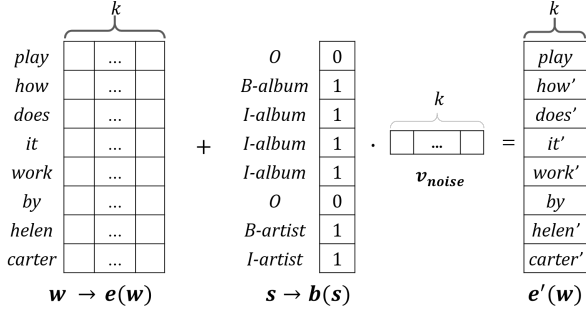 k k
play ... O 0 play
how ... B-album 1 how'
does ... I-album 1 k does'
it ... + I-album 1 · ... = it'
work ... I-album 1 v_noise work'
by ... O 0 by
helen ... B-artist 1 helen'
carter ... I-artist 1 carter'
w → e(w) s → b(s) e'(w)